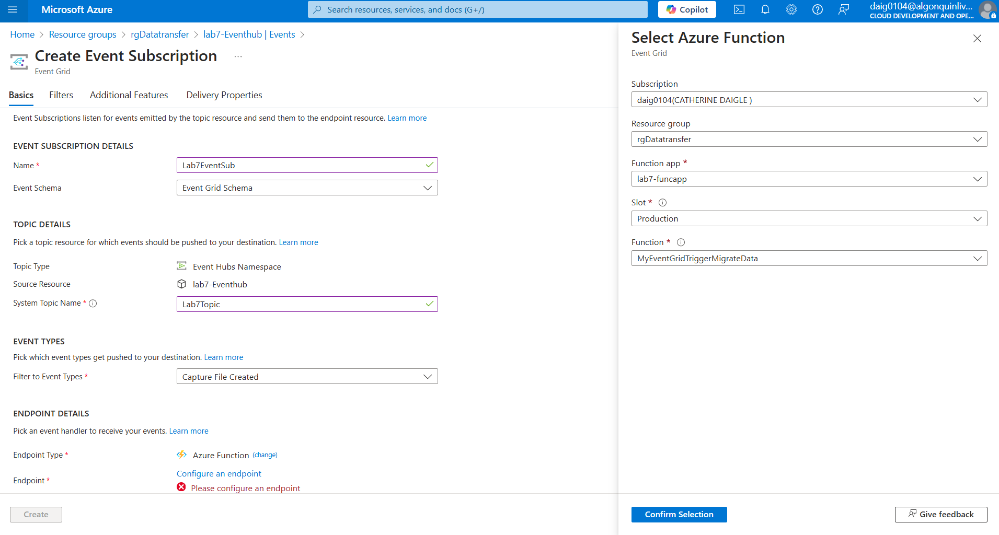 Microsoft Azure
Search resources, services, and docs (G+/)
Copilot
daig0104@algonquinliv...
CLOUD DEVELOPMENT AND OPE...
Home > Resource groups > rgDatatransfer > lab7-Eventhub | Events >
Create Event Subscription ...
Event Grid
Basics Filters Additional Features Delivery Properties
Event Subscriptions listen for events emitted by the topic resource and send them to the endpoint resource. Learn more
EVENT SUBSCRIPTION DETAILS
Name * Lab7EventSub
Event Schema Event Grid Schema
TOPIC DETAILS
Pick a topic resource for which events should be pushed to your destination. Learn more
Topic Type Event Hubs Namespace
Source Resource lab7-Eventhub
System Topic Name * Lab7Topic
EVENT TYPES
Pick which event types get pushed to your destination. Learn more
Filter to Event Types * Capture File Created
ENDPOINT DETAILS
Pick an event handler to receive your events. Learn more
Endpoint Type * Azure Function (change)
Endpoint * Configure an endpoint
Please configure an endpoint
Create
Select Azure Function
Event Grid
Subscription
daig0104(CATHERINE DAIGLE )
Resource group
rgDatatransfer
Function app *
lab7-funcapp
Slot *
Production
Function *
MyEventGridTriggerMigrateData
Confirm Selection
Give feedback